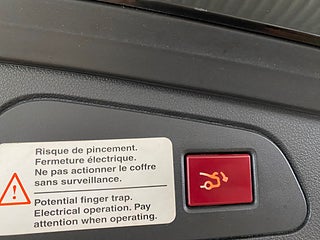 Risque de pincement.
Fermeture électrique.
Ne pas actionner le coffre
sans surveillance.
Potential finger trap.
Electrical operation. Pay
attention when operating.